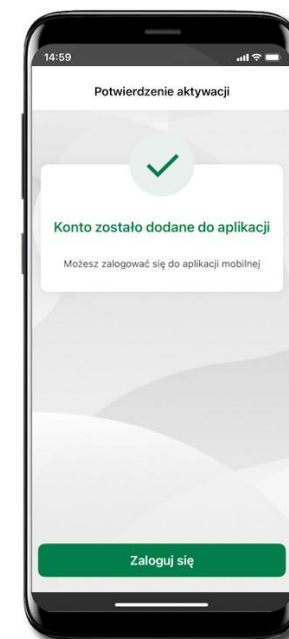 14:59
Potwierdzenie aktywacji
Konto zostało dodane do aplikacji
Możesz zalogować się do aplikacji mobilnej
Zaloguj się